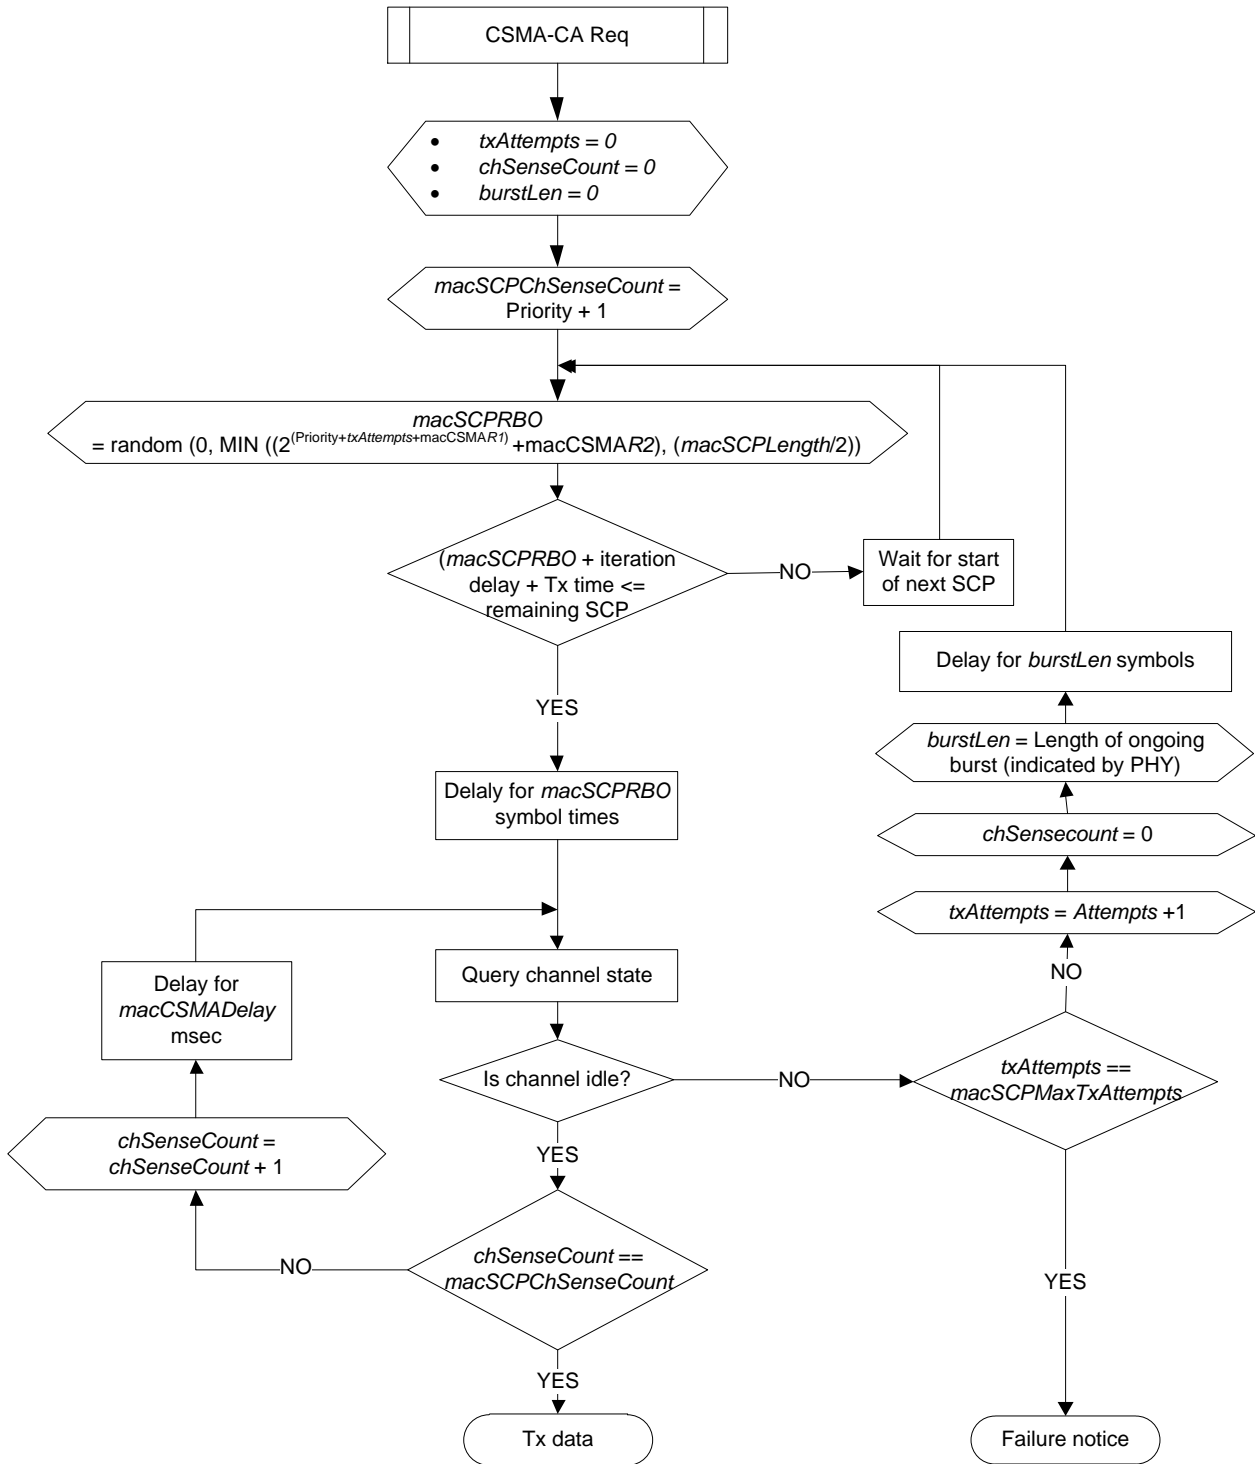 CSMA-CA Req
• txAttempts = 0
• chSenseCount = 0
• burstLen = 0
macSCPChSenseCount =
Priority + 1
macSCPRBO
= random (0, MIN ((2^(Priority+txAttempts+macCSMAR1) +macCSMAR2), (macSCPLength/2))
(macSCPRBO + iteration
delay + Tx time <=
remaining SCP
NO
Wait for start
of next SCP
YES
Delay for burstLen symbols
burstLen = Length of ongoing
burst (indicated by PHY)
Delaly for macSCPRBO
symbol times
chSensecount = 0
txAttempts = Attempts +1
NO
Delay for
macCSMADelay
msec
Query channel state
Is channel idle?
NO
txAttempts ==
macSCPMaxTxAttempts
chSenseCount =
chSenseCount + 1
YES
NO
chSenseCount ==
macSCPChSenseCount
YES
YES
Tx data
Failure notice